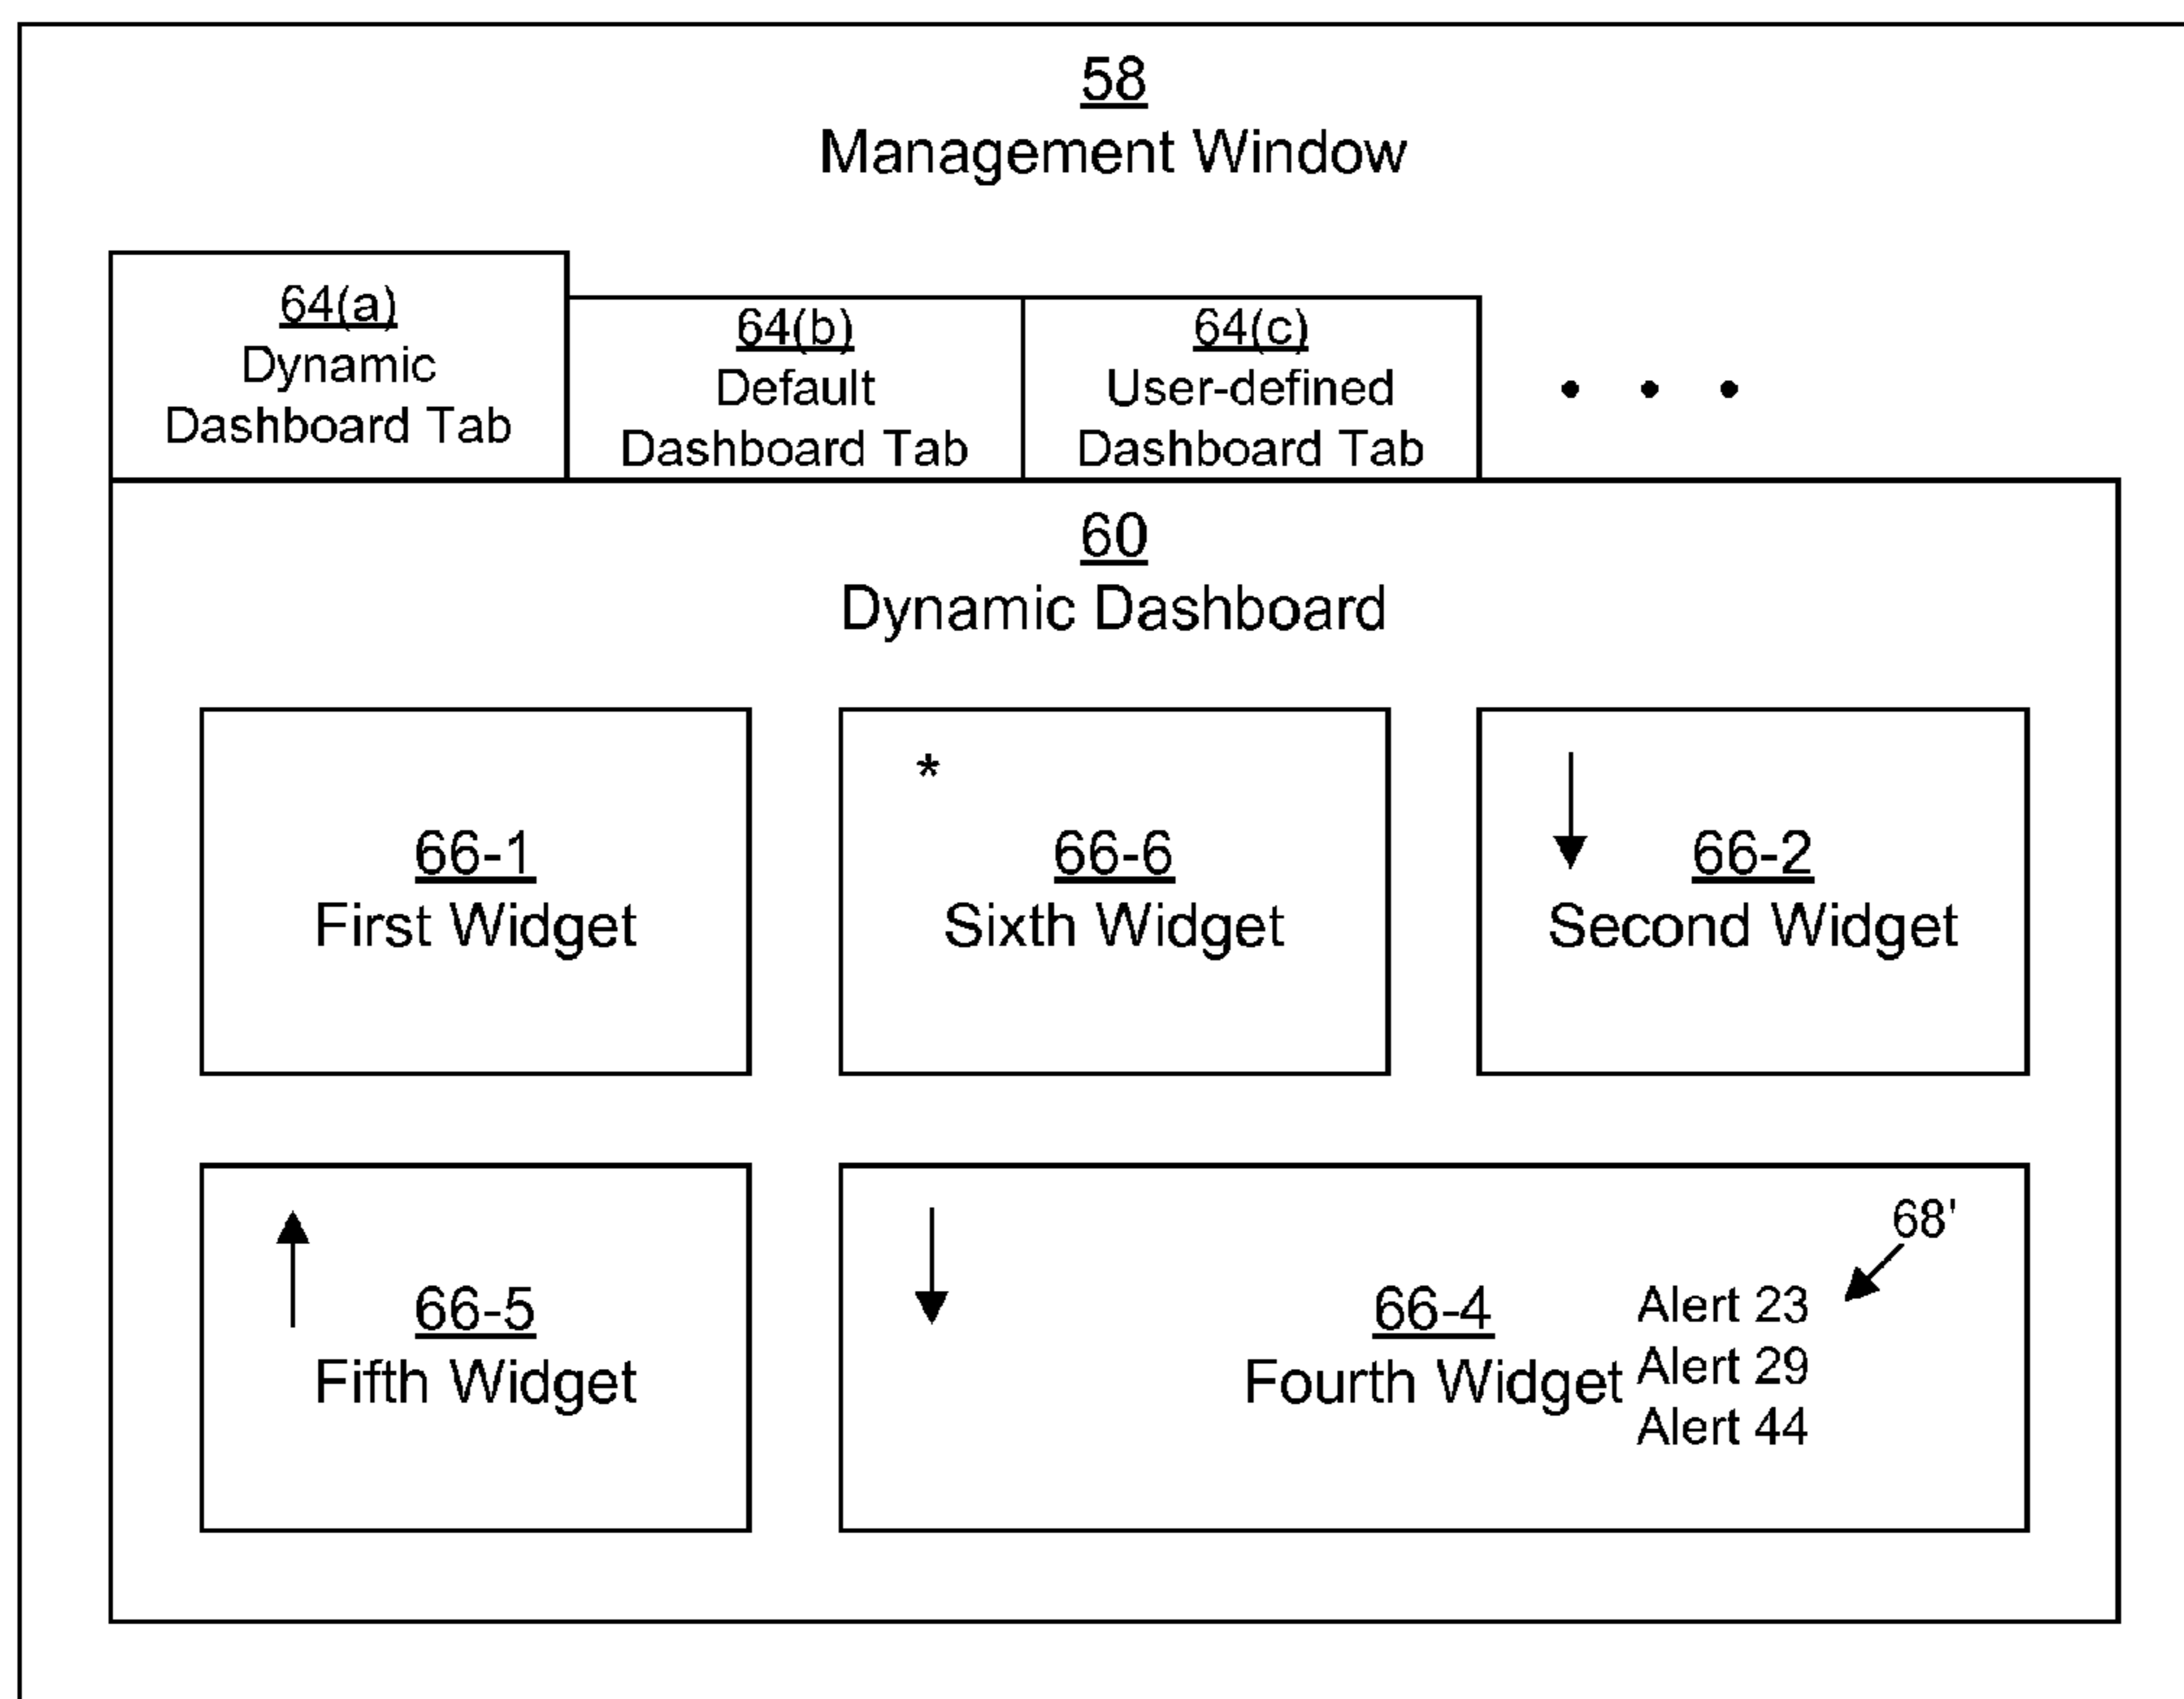 58
Management Window
64(a)
Dynamic
Dashboard Tab
64(b)
Default
Dashboard Tab
64(c)
User-defined
Dashboard Tab
• • •
60
Dynamic Dashboard
66-1
First Widget
*
66-6
Sixth Widget
66-2
Second Widget
66-5
Fifth Widget
66-4
Fourth Widget
68'
Alert 23
Alert 29
Alert 44